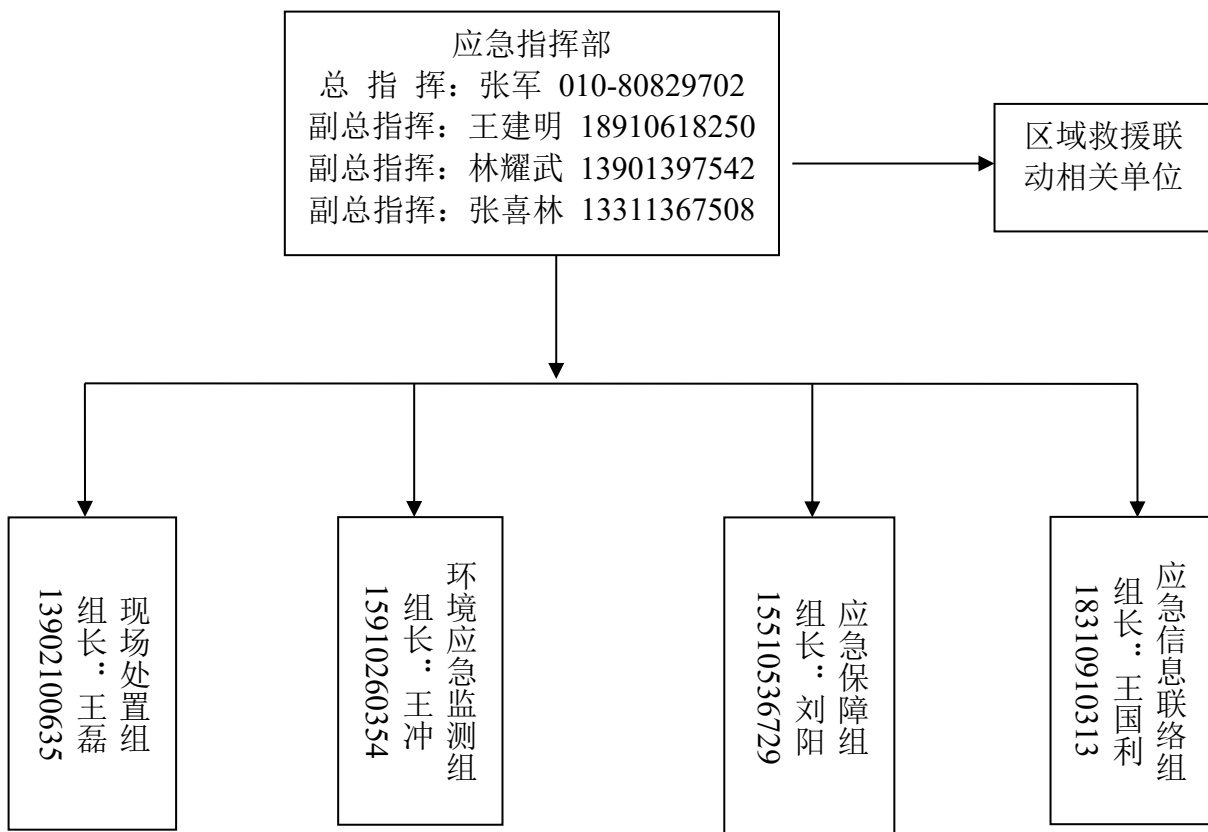 应急指挥部
总 指 挥：张军 010-80829702
副总指挥：王建明 18910618250
副总指挥：林耀武 13901397542
副总指挥：张喜林 13311367508
区域救援联
动相关单位
现场处置组
组长：王磊
13902100635
环境应急监测组
组长：王冲
15910260354
应急保障组
组长：刘阳
15510536729
应急信息联络组
组长：王国利
18310910313